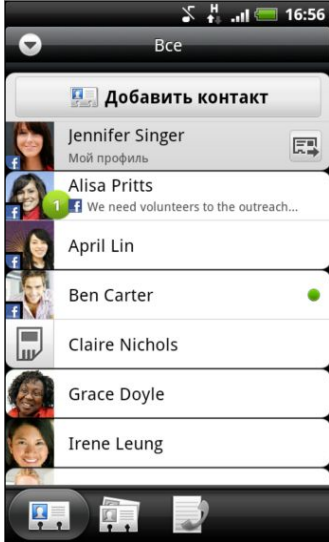 H
16:56
Все
Добавить контакт
Jennifer Singer
Мой профиль
Alisa Pritts
1
f We need volunteers to the outreach...
April Lin
Ben Carter
Claire Nichols
Grace Doyle
Irene Leung